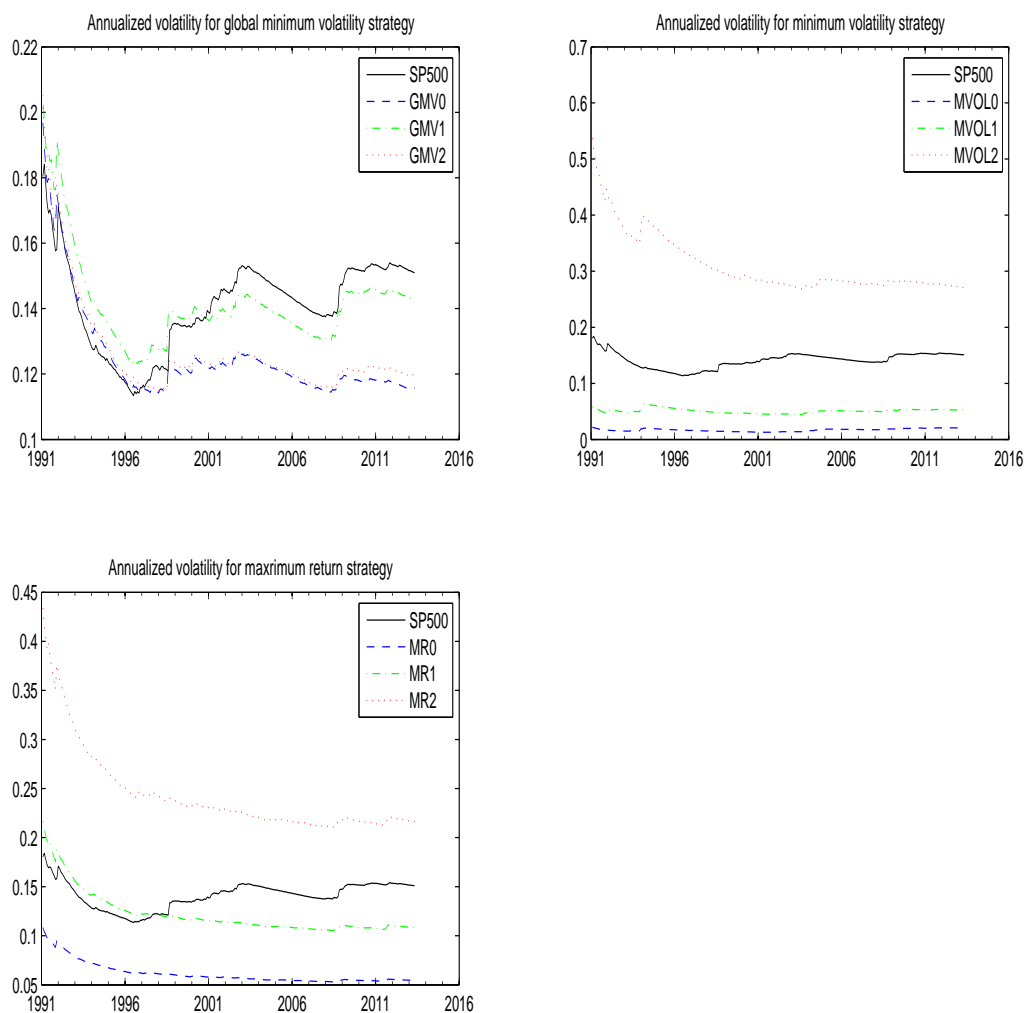 Annualized volatility for global minimum volatility strategy
0.22
0.2
0.18
0.16
0.14
0.12
0.1
1991 1996 2001 2006 2011 2016
SP500
GMV0
GMV1
GMV2
Annualized volatility for minimum volatility strategy
0.7
0.6
0.5
0.4
0.3
0.2
0.1
0
1991 1996 2001 2006 2011 2016
SP500
MVOL0
MVOL1
MVOL2
Annualized volatility for maxrimum return strategy
0.45
0.4
0.35
0.3
0.25
0.2
0.15
0.1
0.05
1991 1996 2001 2006 2011 2016
SP500
MR0
MR1
MR2